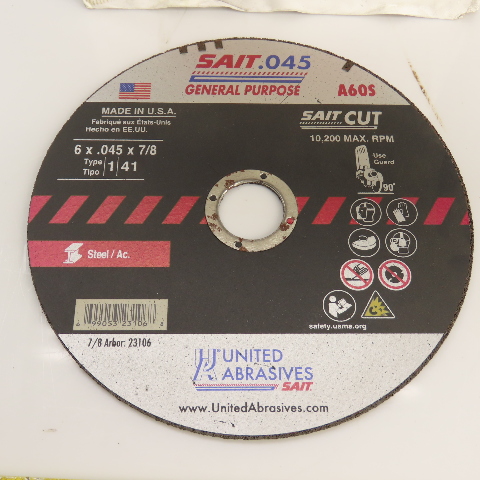 SAIT.045
GENERAL PURPOSE
A60S
MADE IN U.S.A.
Fabriqué aux États-Unis
Hecho en EE.UU.
6 x .045 x 7/8
Type
Tipo
1/41
SAIT CUT
10,200 MAX. RPM
Use
Guard
90°
Steel / Ac.
7/8 Arbor: 23106
safety.usma.org
UNITED
ABRASIVES
SAIT
www.UnitedAbrasives.com